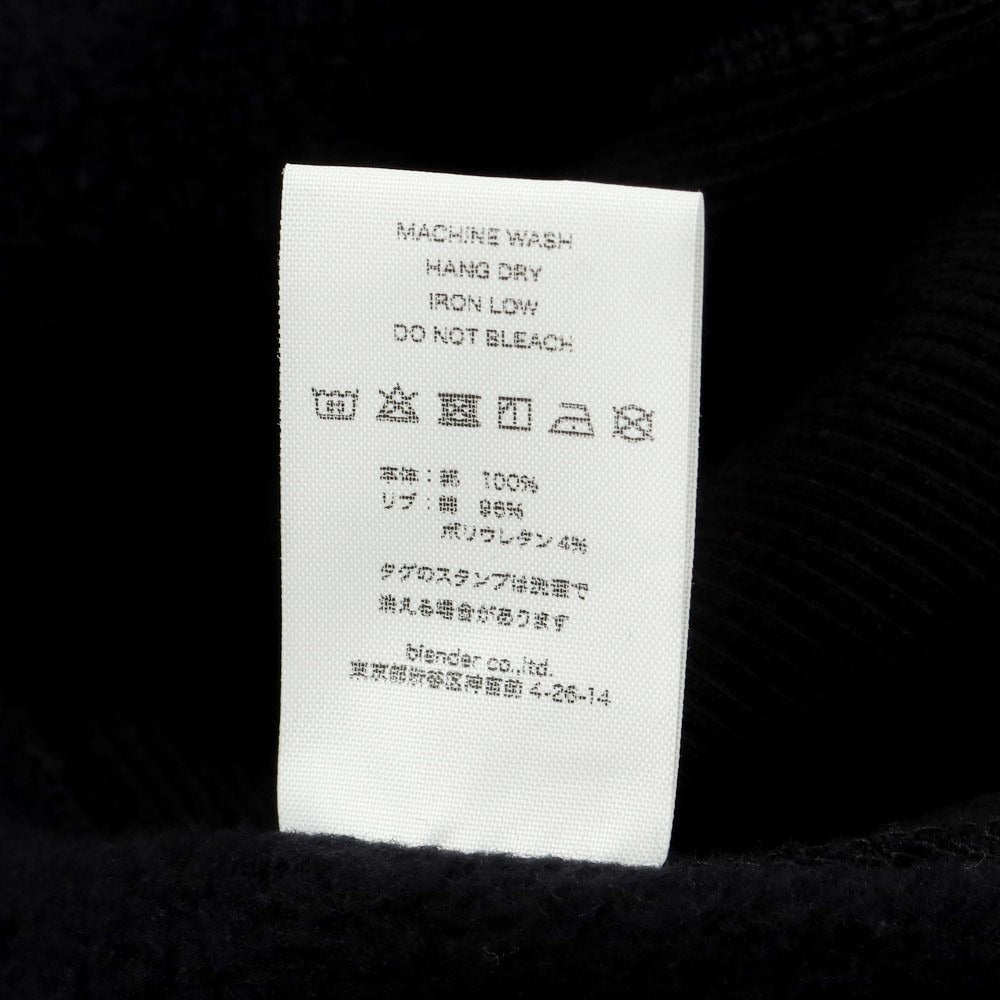 MACHINE WASH
HANG DRY
IRON LOW
DO NOT BLEACH
本体：綿 100%
リブ：綿 96%
ポリウレタン 4%
タグのスタンプは洗濯で
消える場合があります
blender co.,ltd.
東京都渋谷区神宮前 4-26-14